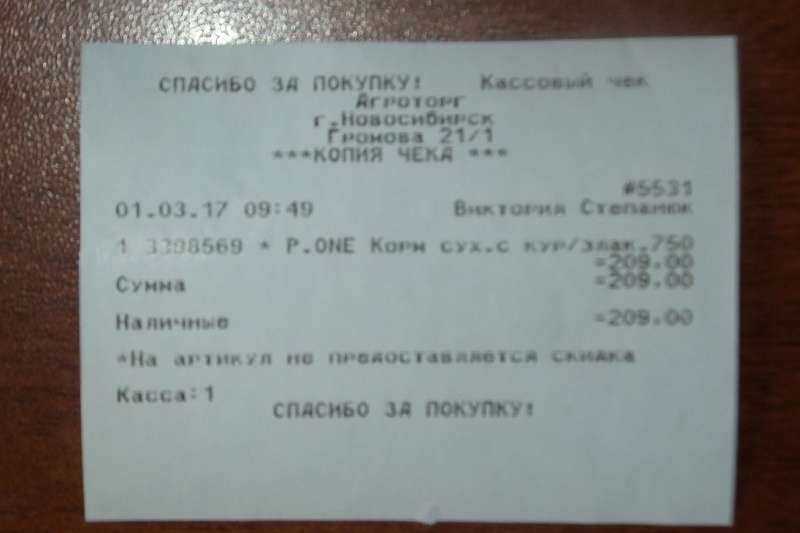 СПАСИБО ЗА ПОКУПКУ! Кассовый чек
Агроторг
г.Новосибирск
Громова 21/1
***КОПИЯ ЧЕКА ***
#5531
01.03.17 09:49 Виктория Степанюк
1 3398569 * P.ONE Корм сух.с кур/злак.750
=209.00
Сумма =209.00
Наличные =209.00
*На артикул не предоставляется скидка
Касса:1
СПАСИБО ЗА ПОКУПКУ!